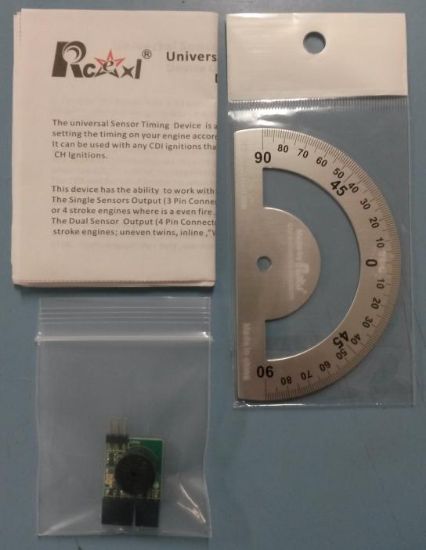 Rcexl® Univers
The universal Sensor Timing Device is
setting the timing on your engine accor
It can be used with any CDI ignitions tha
CH Ignitions.
This device has the ability to work with
The Single Sensors Output (3 Pin Connec
or 4 stroke engines where is a even fire.
The Dual Sensor Output (4 Pin Connect
stroke engines; uneven twins, inline ,"V
90 80 70 60 50 45 40 30 20 10 0 10 20 30 40 45 50 60 70 80 90
Rcexl